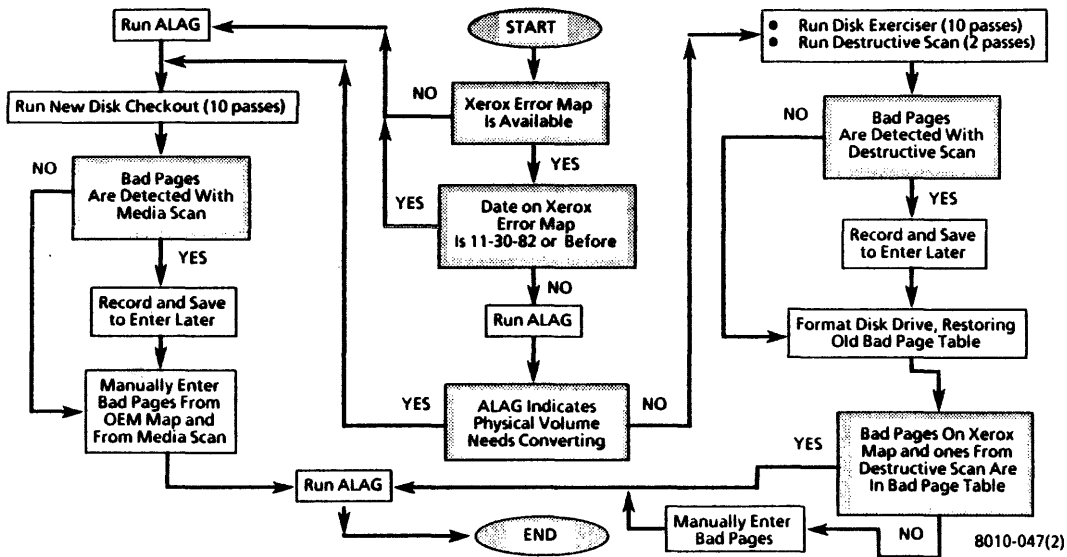 START
Xerox Error Map
Is Available
NO
YES
Date on Xerox
Error Map
Is 11-30-82 or Before
YES
NO
Run ALAG
ALAG Indicates
Physical Volume
Needs Converting
YES
NO
Run ALAG
Run New Disk Checkout (10 passes)
Bad Pages
Are Detected With
Media Scan
NO
YES
Record and Save
to Enter Later
Manually Enter
Bad Pages From
OEM Map and
From Media Scan
• Run Disk Exerciser (10 passes)
• Run Destructive Scan (2 passes)
Bad Pages
Are Detected With
Destructive Scan
NO
YES
Record and Save
to Enter Later
Format Disk Drive, Restoring
Old Bad Page Table
Bad Pages On Xerox
Map and ones From
Destructive Scan Are
In Bad Page Table
YES
NO
Manually Enter
Bad Pages
Run ALAG
END
8010-047(2)